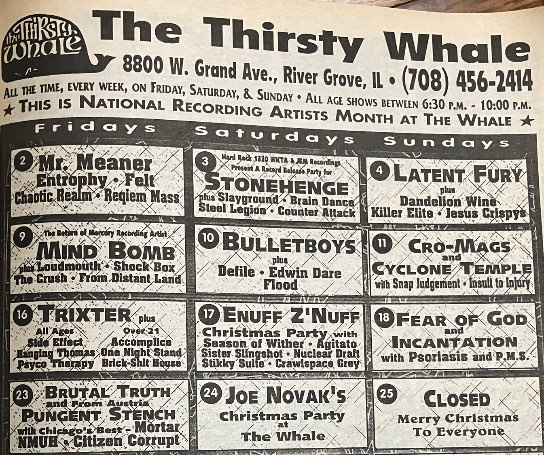 The Thirsty Whale
The Thirsty Whale
8800 W. Grand Ave., River Grove, IL • (708) 456-2414
All the time, every week, on Friday, Saturday, & Sunday • All age shows between 6:30 p.m. - 10:00 p.m.
★ This is National Recording Artists Month at The Whale ★
Fridays Saturdays Sundays
2 Mr. Meaner
Entrophy • Felt
Chaotic Realm • Reqiem Mass
3 Hard Rock 1330 WKTA & JEM Recordings
Present A Record Release Party for
Stonehenge
plus Slayground • Brain Dance
Steel Legion • Counter Attack
4 Latent Fury
plus
Dandelion Wine
Killer Elite • Jesus Crispys
9 The Return of Mercury Recording Artist
Mind Bomb
plus Loudmouth • Shock Box
The Crush • From Distant Land
10 Bulletboys
plus
Defile • Edwin Dare
Flood
11 Cro-Mags
and
Cyclone Temple
with Snap Judgement • Insult to Injury
16 Trixter plus
All Ages Over 21
Side Effect Accomplice
Hanging Thomas One Night Stand
Psyco Therapy Brick-Shit House
17 Enuff Z'Nuff
Christmas Party with
Season of Wither • Agitato
Sister Slingshot • Nuclear Draft
Stikky Suite • Crawlspace Grey
18 Fear of God
and
Incantation
with Psoriasis and P.M.S.
23 Brutal Truth
and From Austria
Pungent Stench
with Chicago's Best - Mortar
NMUH • Citizen Corrupt
24 Joe Novak's
Christmas Party
at
The Whale
25 Closed
Merry Christmas
To Everyone